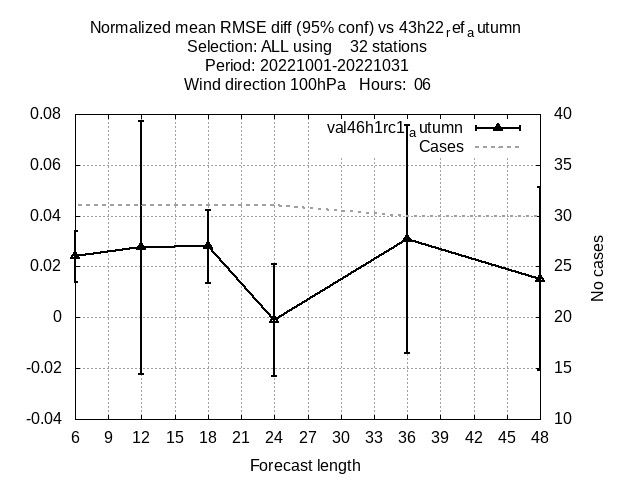 Normalized mean RMSE diff (95% conf) vs 43h22refautumn
Selection: ALL using 32 stations
Period: 20221001-20221031
Wind direction 100hPa Hours: 06
0.08
0.06
0.04
0.02
0
-0.02
-0.04
val46h1rc1autumn
Cases
40
35
30
25
20
15
10
No cases
6 9 12 15 18 21 24 27 30 33 36 39 42 45 48
Forecast length